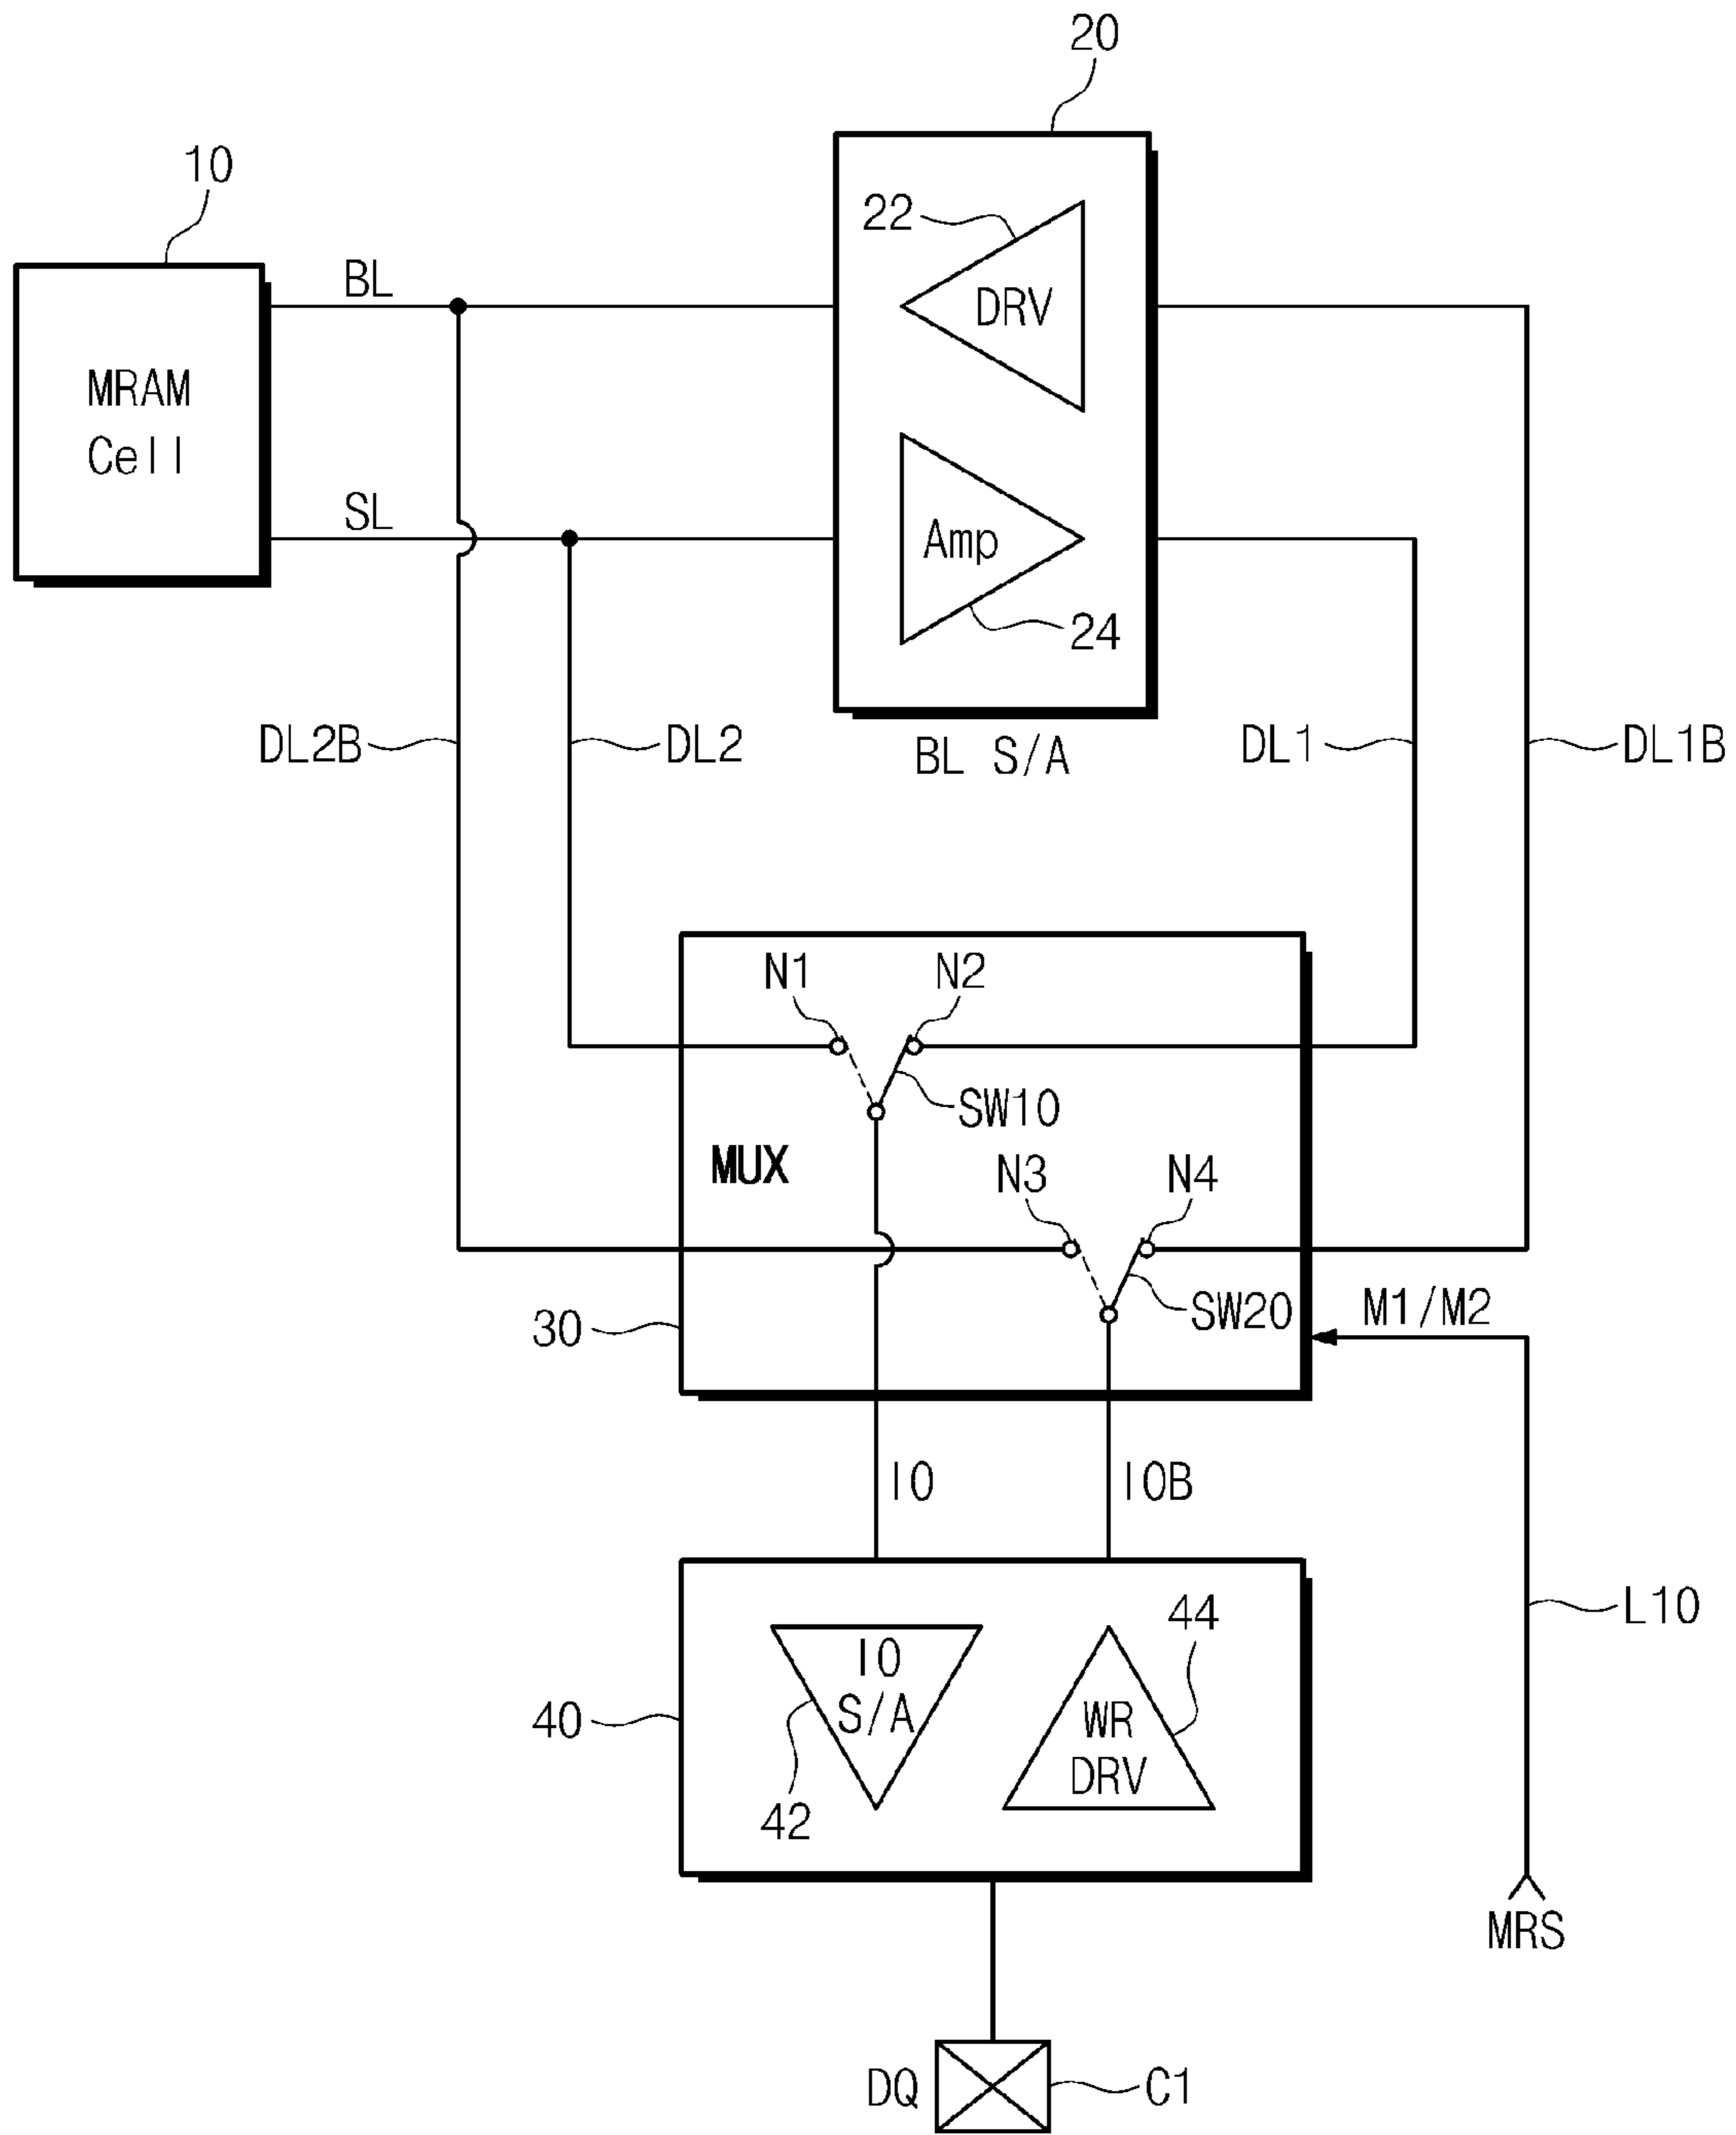 20
10
22
BL
DRV
MRAM
Cell
SL
Amp
24
DL2B
DL2
BL S/A
DL1
DL1B
N1
N2
SW10
MUX
N3
N4
30
SW20
M1/M2
IO
IOB
44
L10
IO
S/A
40
WR
DRV
42
MRS
DQ
C1